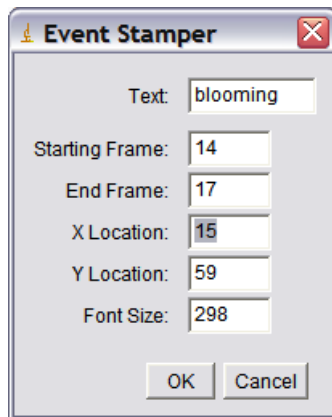 Event Stamper
Text: blooming
Starting Frame: 14
End Frame: 17
X Location: 15
Y Location: 59
Font Size: 298
OK Cancel